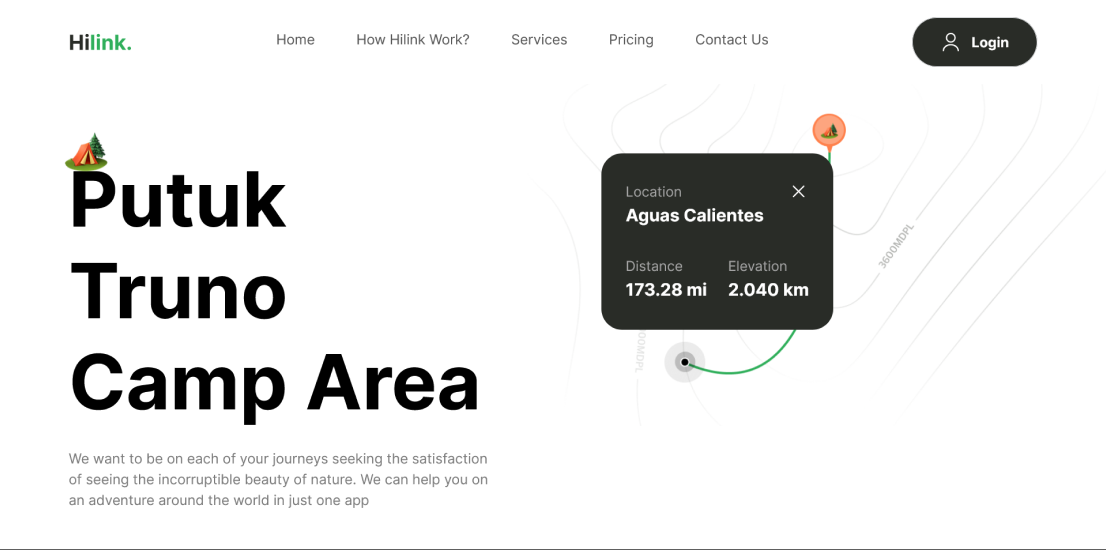 Hilink.
Home
How Hilink Work?
Services
Pricing
Contact Us
Login
Putuk
Truno
Camp Area
We want to be on each of your journeys seeking the satisfaction
of seeing the incorruptible beauty of nature. We can help you on
an adventure around the world in just one app
Location
Aguas Calientes
Distance
Elevation
173.28 mi
2.040 km
3600MDPL